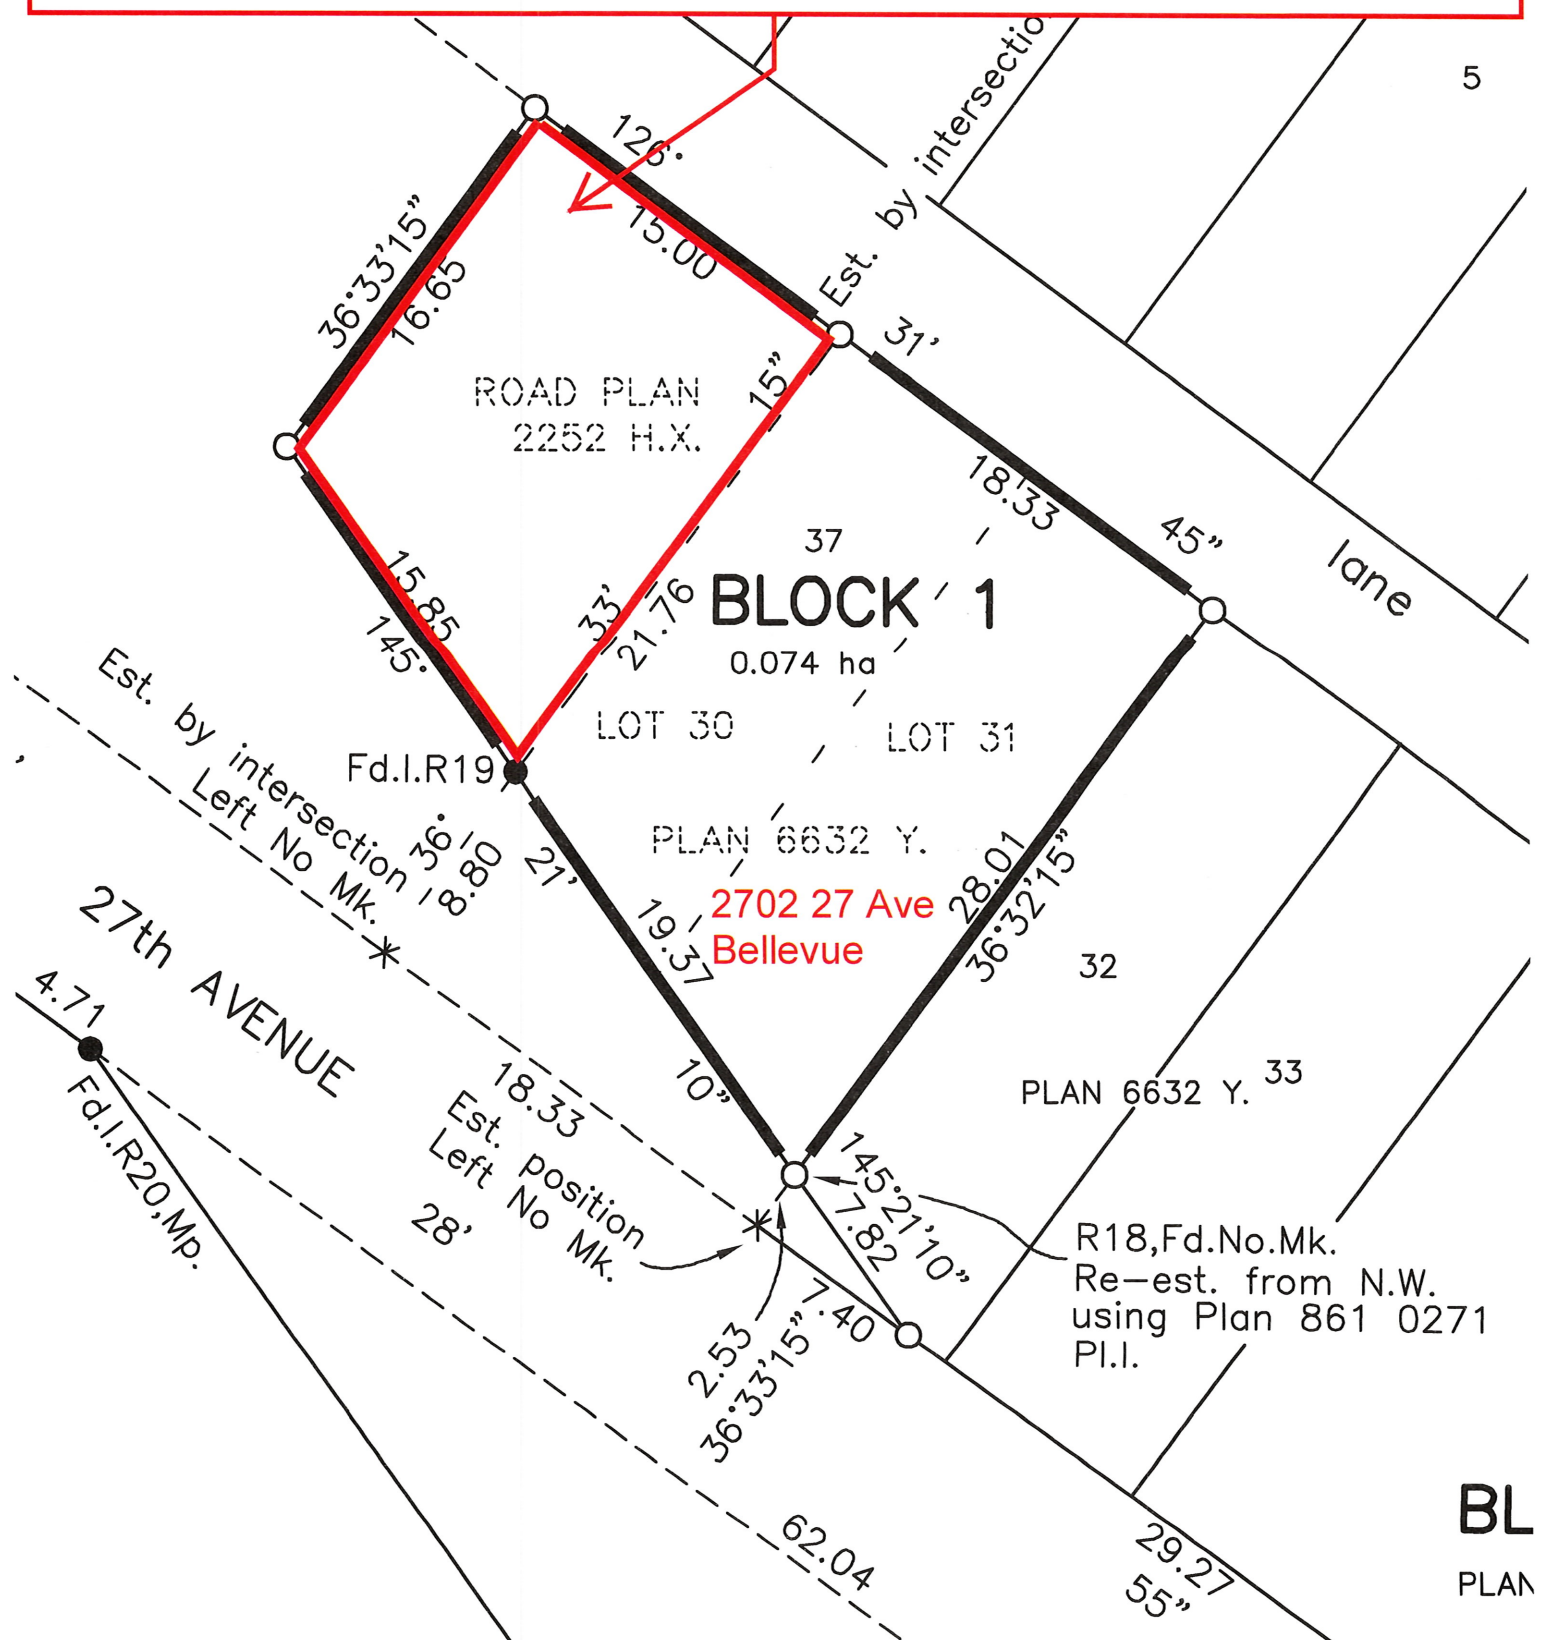 5
Est. by intersectio
126°
15.00
36°33'15"
16.65
31'
15"
ROAD PLAN
2252 H.X.
18.33
45"
lane
37
BLOCK 1
0.074 ha
33'
21.76
15.85
145°
LOT 30
LOT 31
Est. by intersection
Left No Mk.
Fd.I.R19
36°
8.80
21'
PLAN 6632 Y.
2702 27 Ave
Bellevue
28.01
36°32'15"
19.37
32
27th AVENUE
4.71
Fd.I.R20,Mp.
10"
18.33
Est. position
Left No Mk.
28'
33
PLAN 6632 Y.
145°21'10"
7.82
R18,Fd.No.Mk.
Re-est. from N.W.
using Plan 861 0271
Pl.I.
7.40
2.53
36°33'15"
62.04
29.27
55"
BL
PLAN